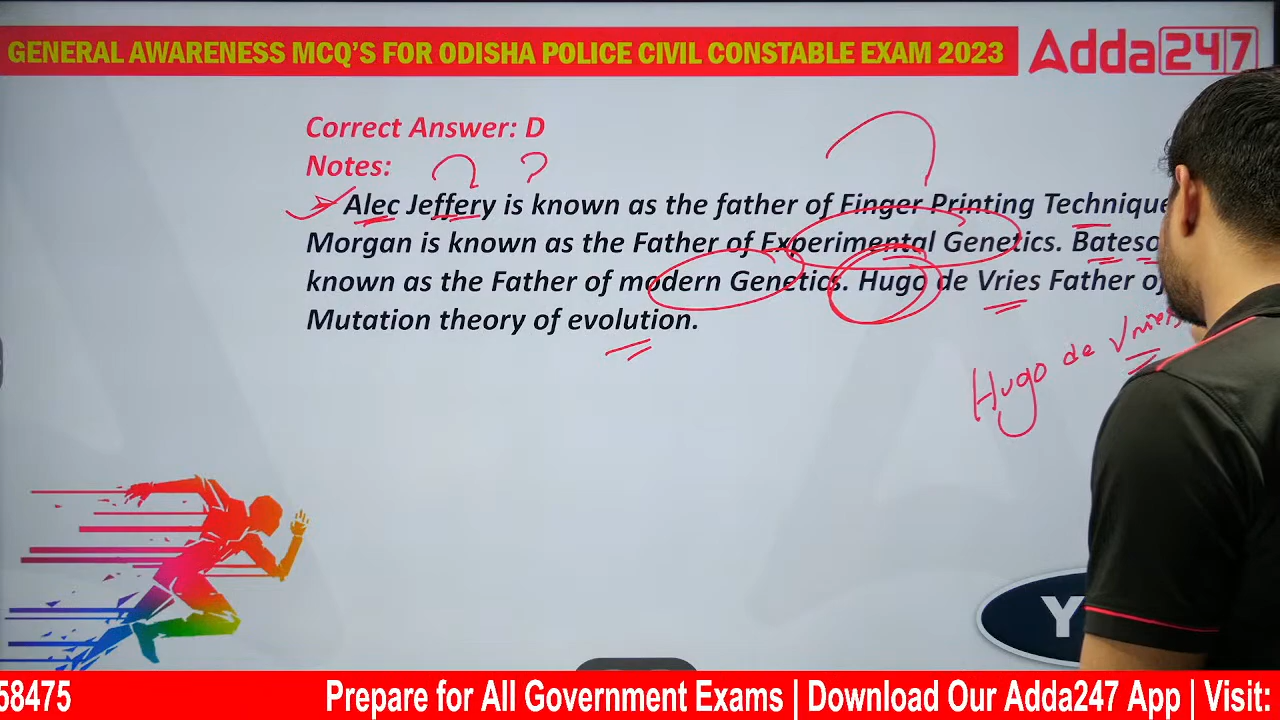 GENERAL AWARENESS MCQ'S FOR ODISHA POLICE CIVIL CONSTABLE EXAM 2023
Adda247
Correct Answer: D
Notes:
Alec Jeffery is known as the father of Finger Printing Technique
Morgan is known as the Father of Experimental Genetics. Bateso
known as the Father of modern Genetics. Hugo de Vries Father of
Mutation theory of evolution.
Hugo de Vries
Y
58475 Prepare for All Government Exams | Download Our Adda247 App | Visit: